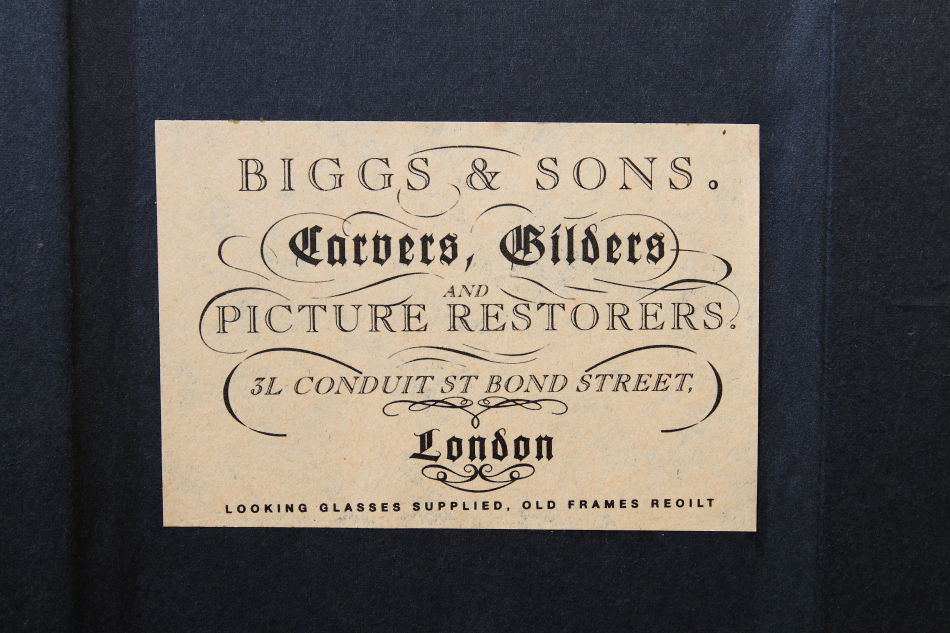 BIGGS & SONS.
Carvers, Gilders
AND
PICTURE RESTORERS.
3L CONDUIT ST BOND STREET,
London
LOOKING GLASSES SUPPLIED, OLD FRAMES REOILT